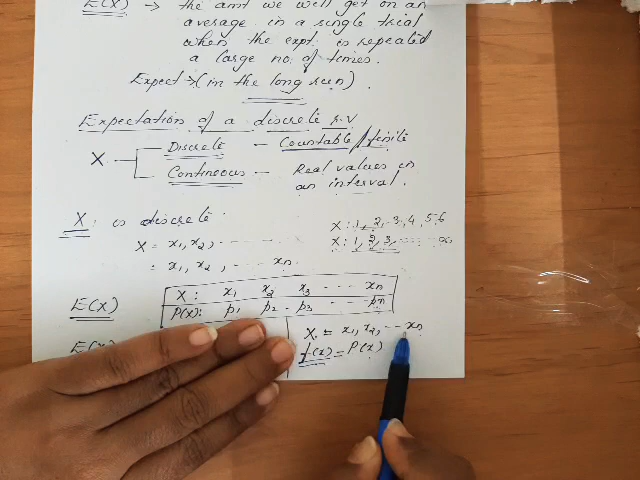 E(X) → the amt we will get on an
average in a single trial
when the expt. is repeated
a large no. of times.
Expect → (in the long run).
Expectation of a discrete r.v
X Discrete - Countable/finite
Continuous - Real values in
an interval.
X: is discrete.
X = x1, x2, ..... x
= x1, x2, ..... xn
X: 1, 2, 3, 4, 5, 6
X: 1, 2, 3, ..... ∞
E(X)
X: x1 x2 x3 ... xn
P(X): p1 p2 p3 ... pn
X = x1, x2, ... xn
f(x) = P(x)
E(X)